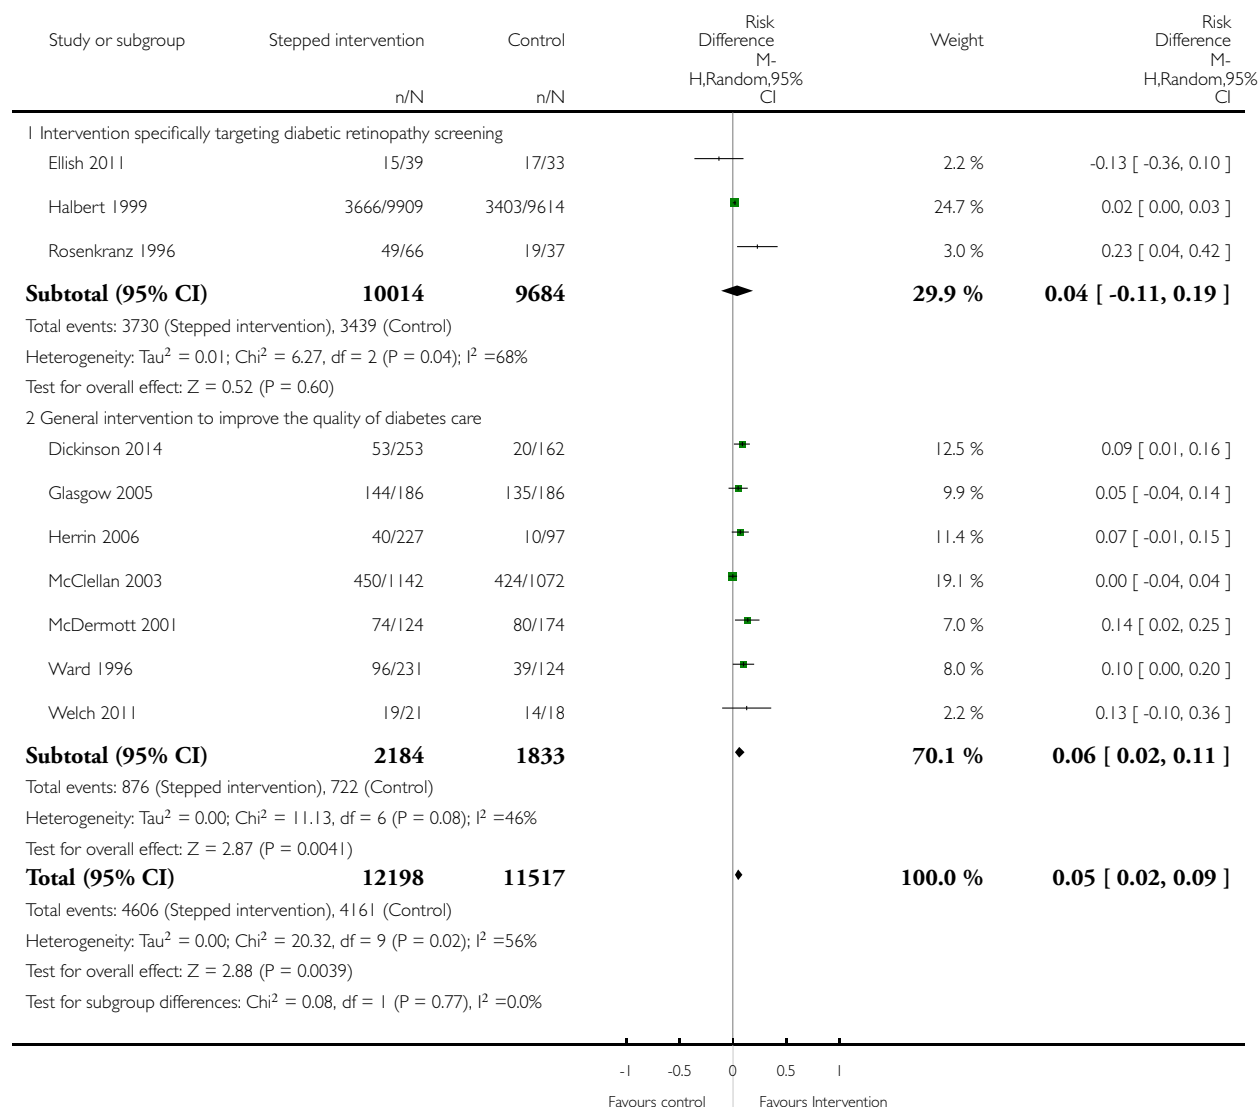 Study or subgroup Stepped intervention Control Risk Difference M-H,Random,95% CI Weight Risk Difference M-H,Random,95% CI
n/N n/N
1 Intervention specifically targeting diabetic retinopathy screening
Ellish 2011 15/39 17/33 2.2 % -0.13 [ -0.36, 0.10 ]
Halbert 1999 3666/9909 3403/9614 24.7 % 0.02 [ 0.00, 0.03 ]
Rosenkranz 1996 49/66 19/37 3.0 % 0.23 [ 0.04, 0.42 ]
Subtotal (95% CI) 10014 9684 29.9 % 0.04 [ -0.11, 0.19 ]
Total events: 3730 (Stepped intervention), 3439 (Control)
Heterogeneity: Tau² = 0.01; Chi² = 6.27, df = 2 (P = 0.04); I² =68%
Test for overall effect: Z = 0.52 (P = 0.60)
2 General intervention to improve the quality of diabetes care
Dickinson 2014 53/253 20/162 12.5 % 0.09 [ 0.01, 0.16 ]
Glasgow 2005 144/186 135/186 9.9 % 0.05 [ -0.04, 0.14 ]
Herrin 2006 40/227 10/97 11.4 % 0.07 [ -0.01, 0.15 ]
McClellan 2003 450/1142 424/1072 19.1 % 0.00 [ -0.04, 0.04 ]
McDermott 2001 74/124 80/174 7.0 % 0.14 [ 0.02, 0.25 ]
Ward 1996 96/231 39/124 8.0 % 0.10 [ 0.00, 0.20 ]
Welch 2011 19/21 14/18 2.2 % 0.13 [ -0.10, 0.36 ]
Subtotal (95% CI) 2184 1833 70.1 % 0.06 [ 0.02, 0.11 ]
Total events: 876 (Stepped intervention), 722 (Control)
Heterogeneity: Tau² = 0.00; Chi² = 11.13, df = 6 (P = 0.08); I² =46%
Test for overall effect: Z = 2.87 (P = 0.0041)
Total (95% CI) 12198 11517 100.0 % 0.05 [ 0.02, 0.09 ]
Total events: 4606 (Stepped intervention), 4161 (Control)
Heterogeneity: Tau² = 0.00; Chi² = 20.32, df = 9 (P = 0.02); I² =56%
Test for overall effect: Z = 2.88 (P = 0.0039)
Test for subgroup differences: Chi² = 0.08, df = 1 (P = 0.77), I² =0.0%
-1 -0.5 0 0.5 1
Favours control Favours Intervention